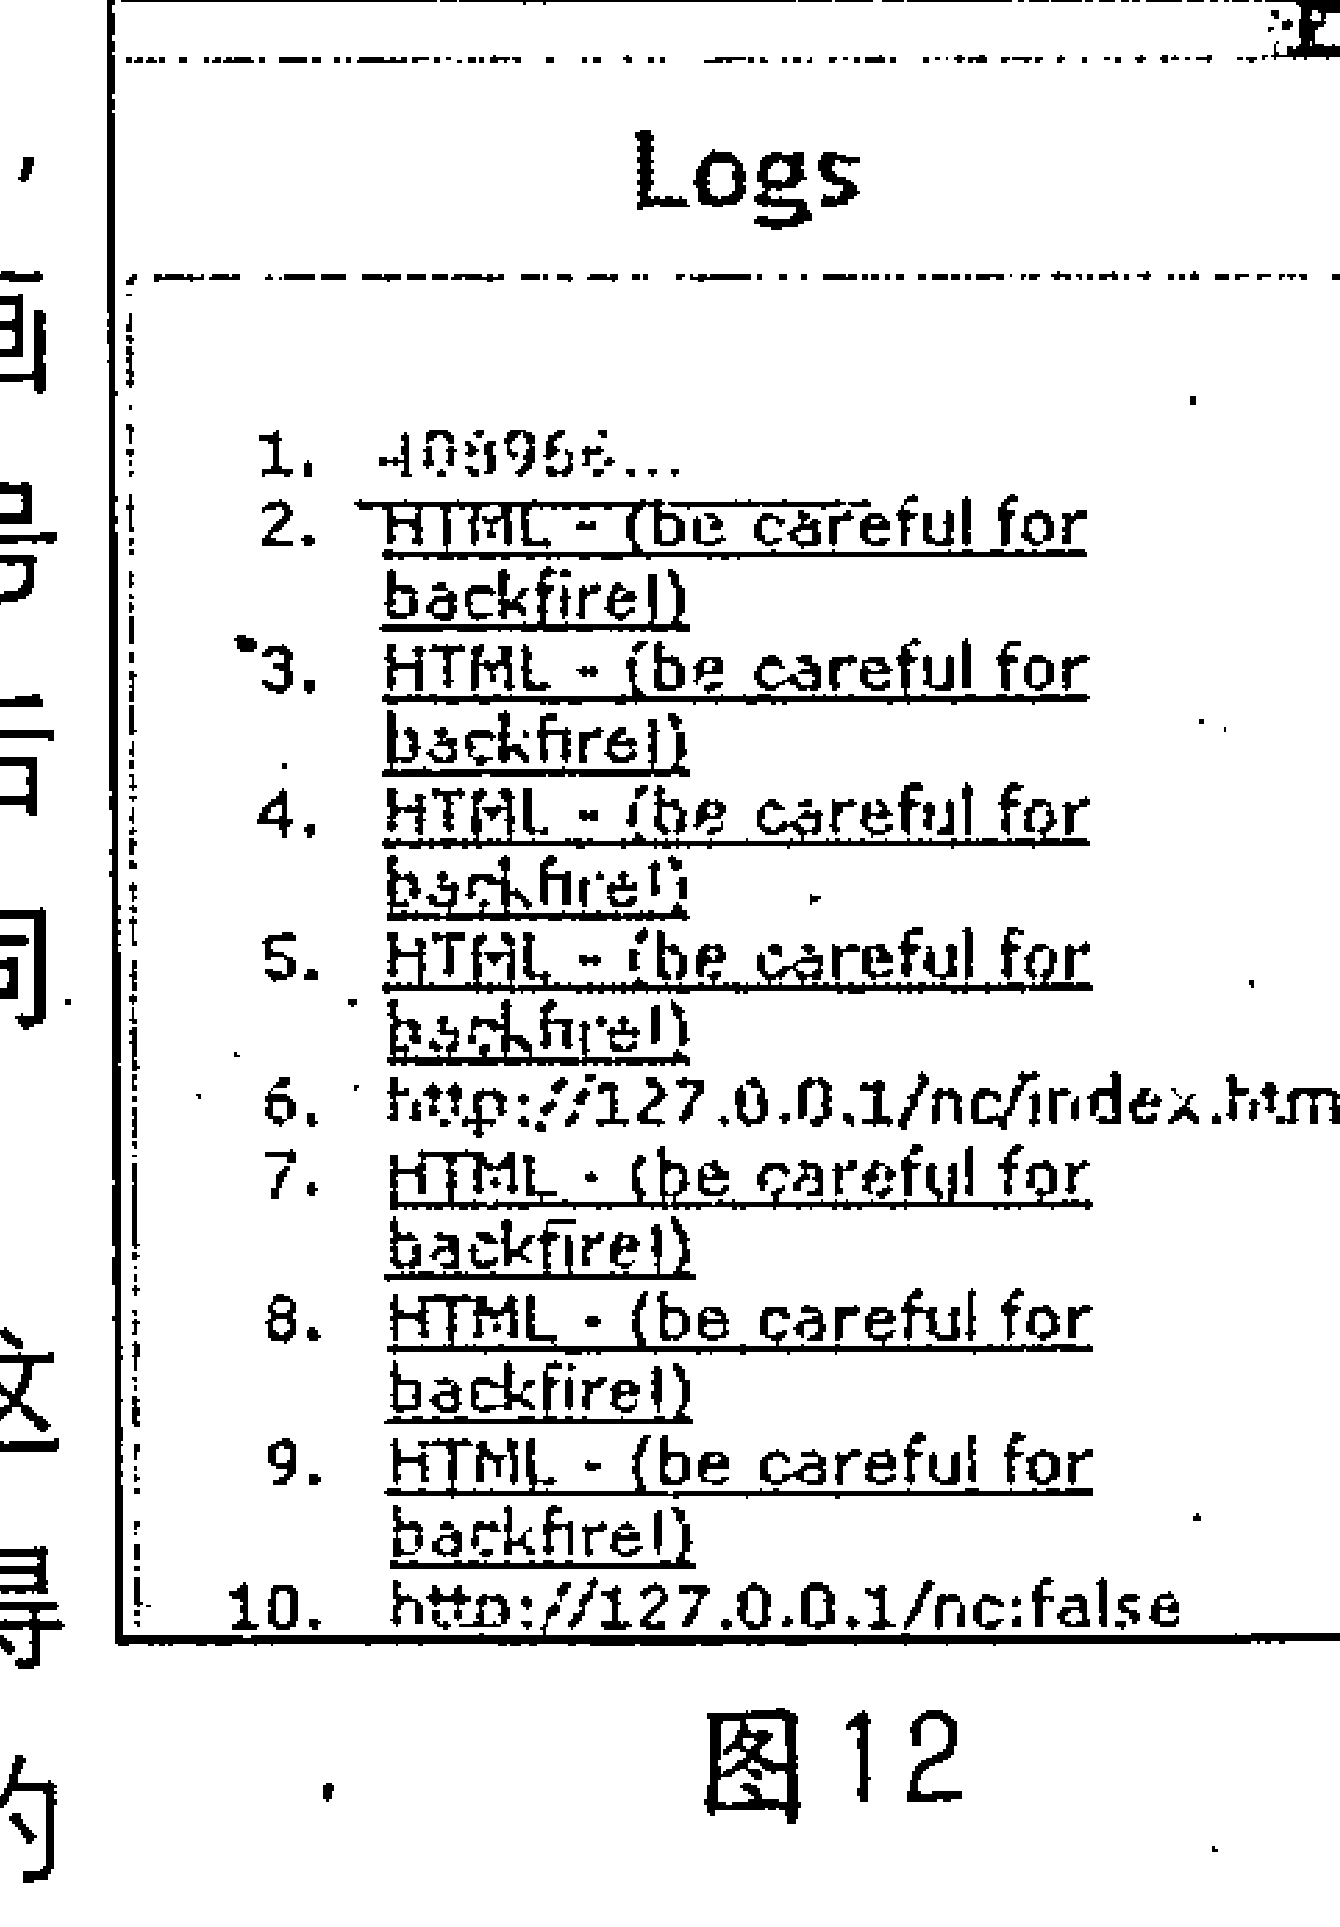 Logs
1.
2. HTML - (be careful for
backfire!)
3. HTML - (be careful for
backfire!)
4. HTML - (be careful for
backfire!)
5. HTML - (be careful for
backfire!)
6. http://127.0.0.1/nc/index.htm
7. HTML - (be careful for
backfire!)
8. HTML - (be careful for
backfire!)
9. HTML - (be careful for
backfire!)
10. http://127.0.0.1/nc:false
图12